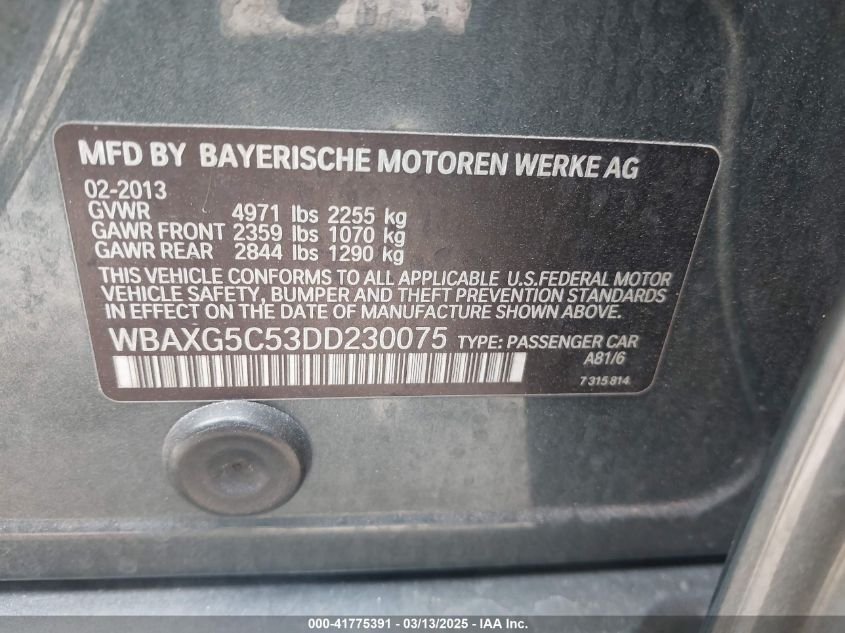 MFD BY BAYERISCHE MOTOREN WERKE AG
02-2013
GVWR 4971 lbs 2255 kg
GAWR FRONT 2359 lbs 1070 kg
GAWR REAR 2844 lbs 1290 kg
THIS VEHICLE CONFORMS TO ALL APPLICABLE U.S.FEDERAL MOTOR
VEHICLE SAFETY, BUMPER AND THEFT PREVENTION STANDARDS
IN EFFECT ON THE DATE OF MANUFACTURE SHOWN ABOVE.
WBAXG5C53DD230075 TYPE: PASSENGER CAR
A81/6
7315814
000-41775391 - 03/13/2025 - IAA Inc.